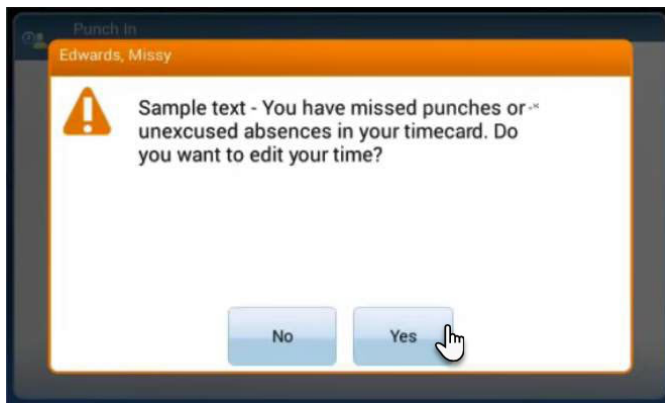 Punch In
Edwards, Missy
Sample text - You have missed punches or
unexcused absences in your timecard. Do
you want to edit your time?
No
Yes